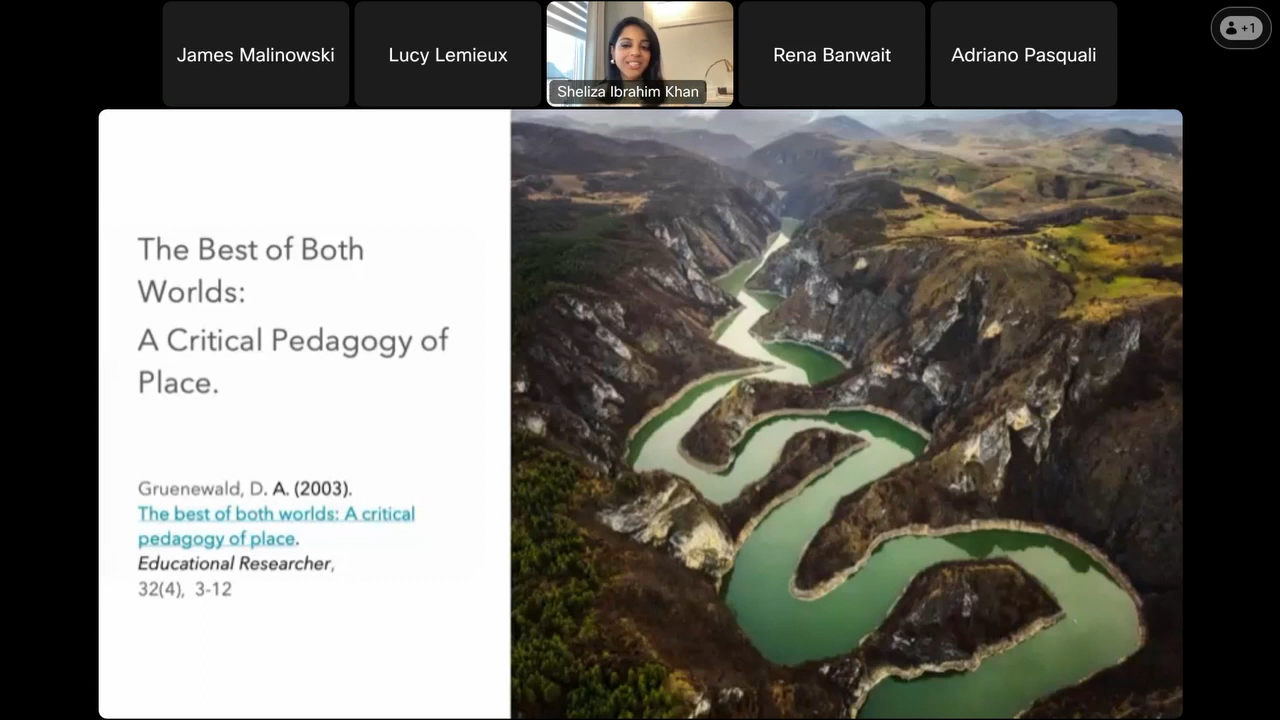 James Malinowski
Lucy Lemieux
Sheliza Ibrahim Khan
Rena Banwait
Adriano Pasquali
+1
The Best of Both
Worlds:
A Critical Pedagogy of
Place.
Gruenewald, D. A. (2003).
The best of both worlds: A critical
pedagogy of place.
Educational Researcher,
32(4), 3-12